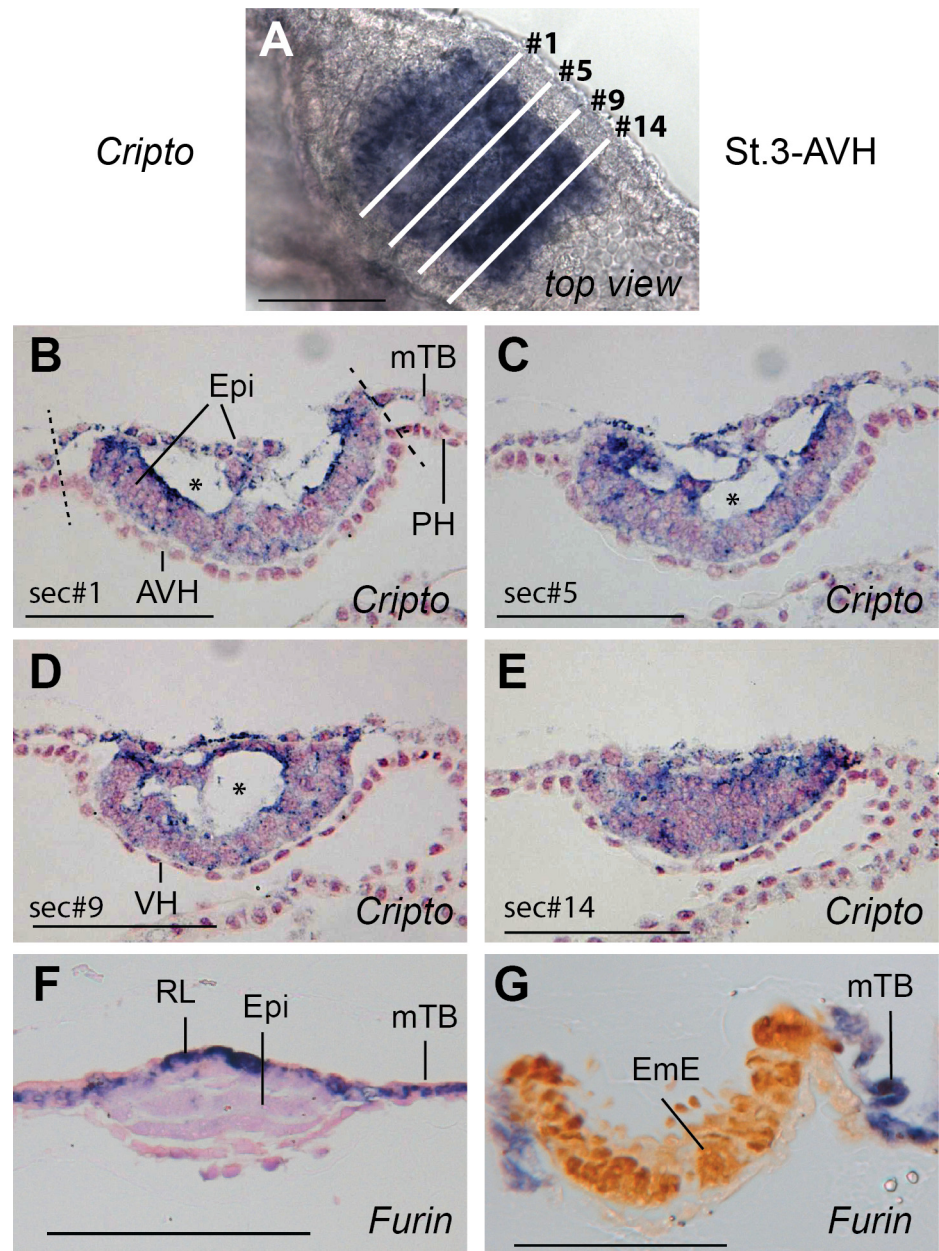 A
#1
#5
#9
#14
Cripto
St.3-AVH
top view
B
Epi
mTB
*
PH
sec#1
AVH
Cripto
C
*
sec#5
Cripto
D
*
VH
sec#9
Cripto
E
sec#14
Cripto
F
RL
Epi
mTB
Furin
G
mTB
EmE
Furin